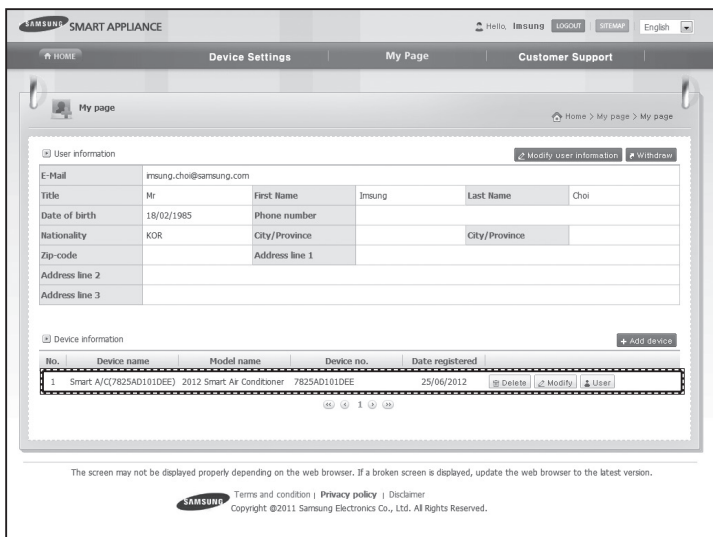 SAMSUNG SMART APPLIANCE Hello, Imsung LOGOUT SITEMAP English
HOME Device Settings My Page Customer Support
My page
Home > My page > My page
User information Modify user information Withdraw
E-Mail imsung.choi@samsung.com
Title Mr First Name Imsung Last Name Choi
Date of birth 18/02/1985 Phone number
Nationality KOR City/Province City/Province
Zip-code Address line 1
Address line 2
Address line 3
Device information + Add device
No. Device name Model name Device no. Date registered
1 Smart A/C(7825AD101DEE) 2012 Smart Air Conditioner 7825AD101DEE 25/06/2012 Delete Modify User
1
The screen may not be displayed properly depending on the web browser. If a broken screen is displayed, update the web browser to the latest version.
SAMSUNG Terms and condition | Privacy policy | Disclaimer
Copyright @2011 Samsung Electronics Co., Ltd. All Rights Reserved.